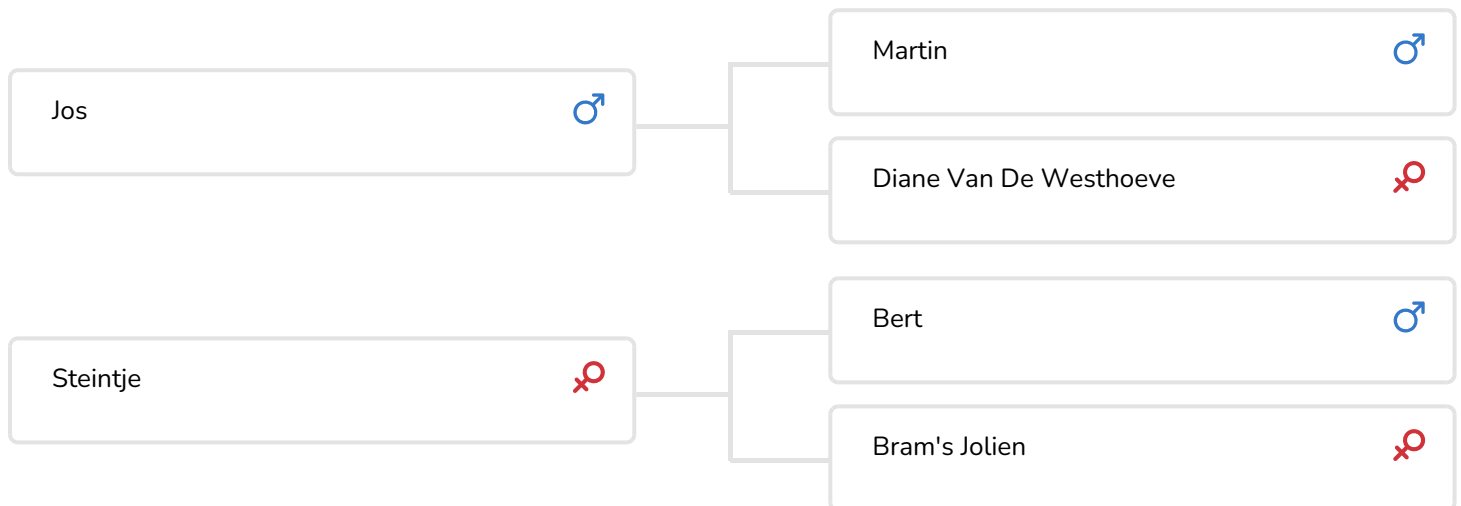 Jos
Martin
Diane Van De Westhoeve
Steintje
Bert
Bram's Jolien